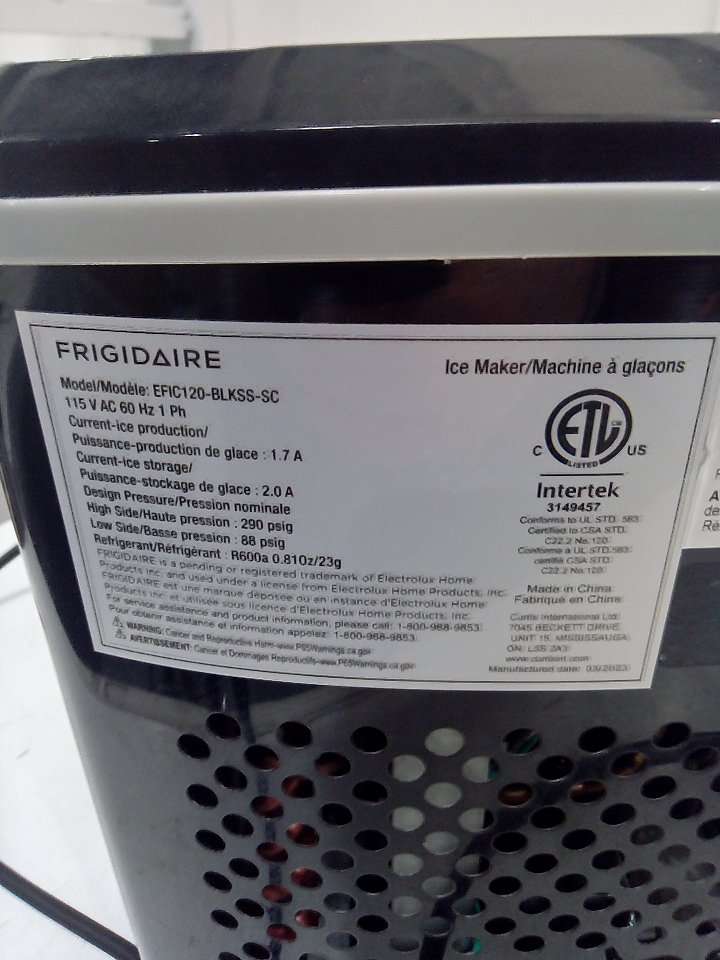 FRIGIDAIRE
Ice Maker/Machine à glaçons
Model/Modèle: EFIC120-BLKSS-SC
115 V AC 60 Hz 1 Ph
Current-ice production/
Puissance-production de glace : 1.7 A
Current-ice storage/
Puissance-stockage de glace : 2.0 A
Design Pressure/Pression nominale
High Side/Haute pression : 290 psig
Low Side/Basse pression : 88 psig
Refrigerant/Réfrigérant : R600a 0.81Oz/23g
FRIGIDAIRE is a pending or registered trademark of Electrolux Home
Products Inc. and used under a license from Electrolux Home Products, Inc.
FRIGIDAIRE est une marque déposée ou en instance d'Electrolux Home
Products Inc. et utilisée sous licence d'Electrolux Home Products, Inc.
For service assistance and product information, please call: 1-800-968-9853.
Pour obtenir assistance et information appelez: 1-800-968-9853.
WARNING: Cancer and Reproductive Harm-www.P65Warnings.ca.gov
AVERTISSEMENT: Cancer et Dommages Reproductifs-www.P65Warnings.ca.gov
ETL
CM
LISTED
C US
Intertek
3149457
Conforms to UL STD. 563
Certified to CSA STD.
C22.2 No.120
Conforme à UL STD.563
certifié CSA STD.
C22.2 No.120
Made in China
Fabriqué en China
Curtis International Ltd.
7045 BECKETT DRIVE,
UNIT 15, MISSISSAUGA,
ON, L5S 2A3
www.curtisint.com
Manufactured date: 03/2023